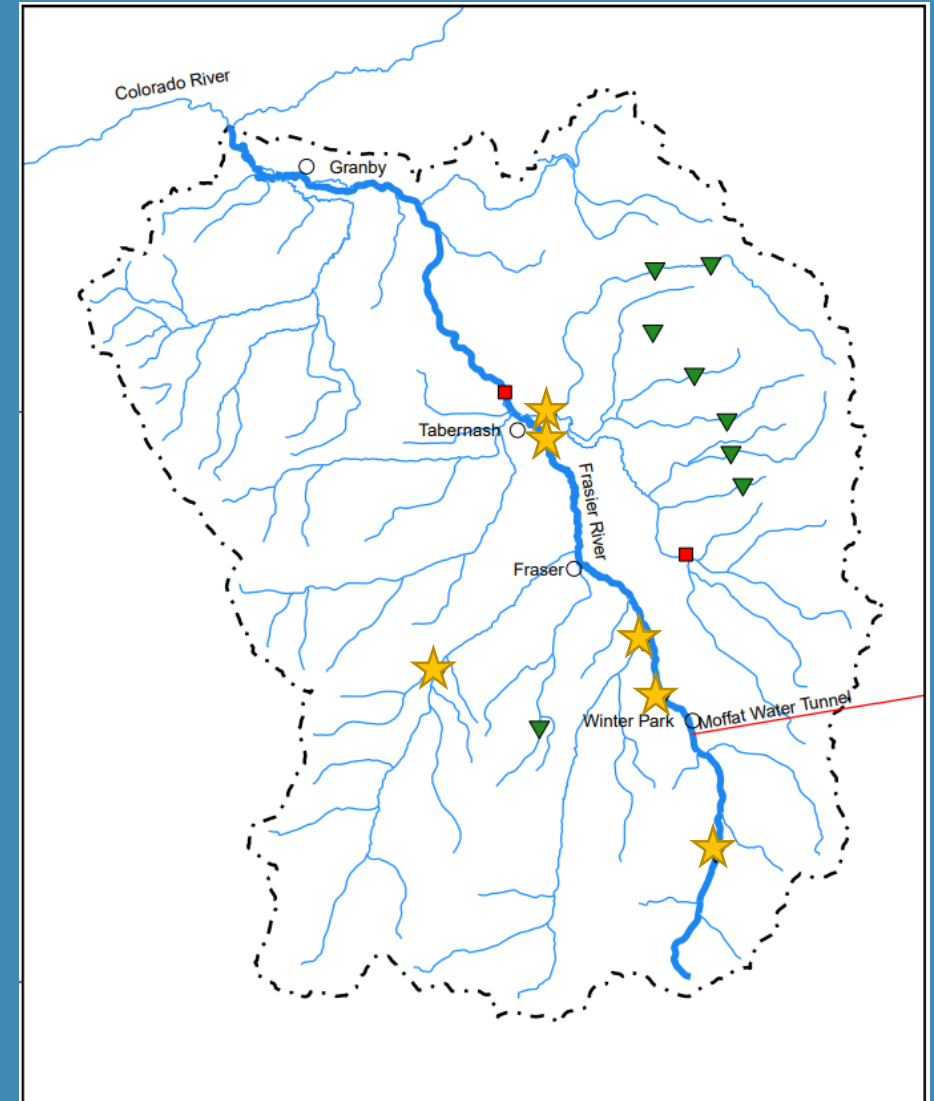 Colorado River
Granby
Tabernash
Frasier River
Fraser
Winter Park
Moffat Water Tunnel